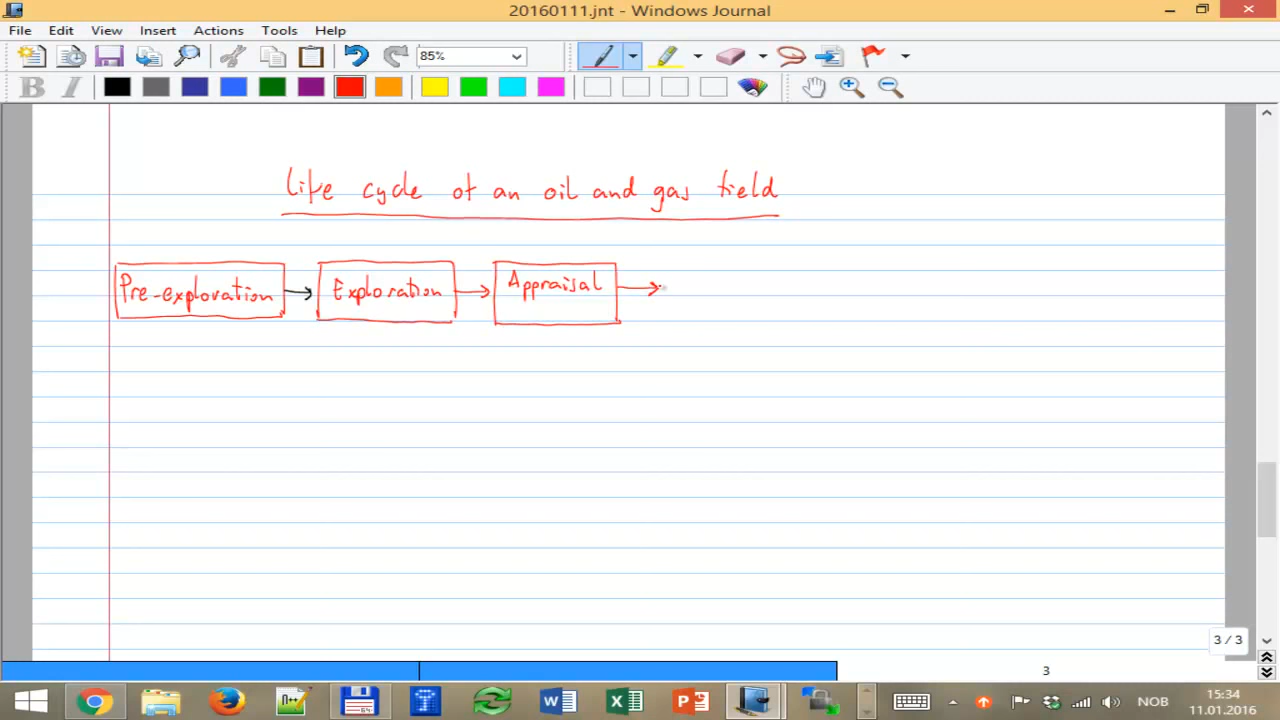 20160111.jnt - Windows Journal
File Edit View Insert Actions Tools Help
85%
B I
Life cycle of an oil and gas field
Pre-exploration Exploration Appraisal
3 / 3
3
15:34
NOB
11.01.2016